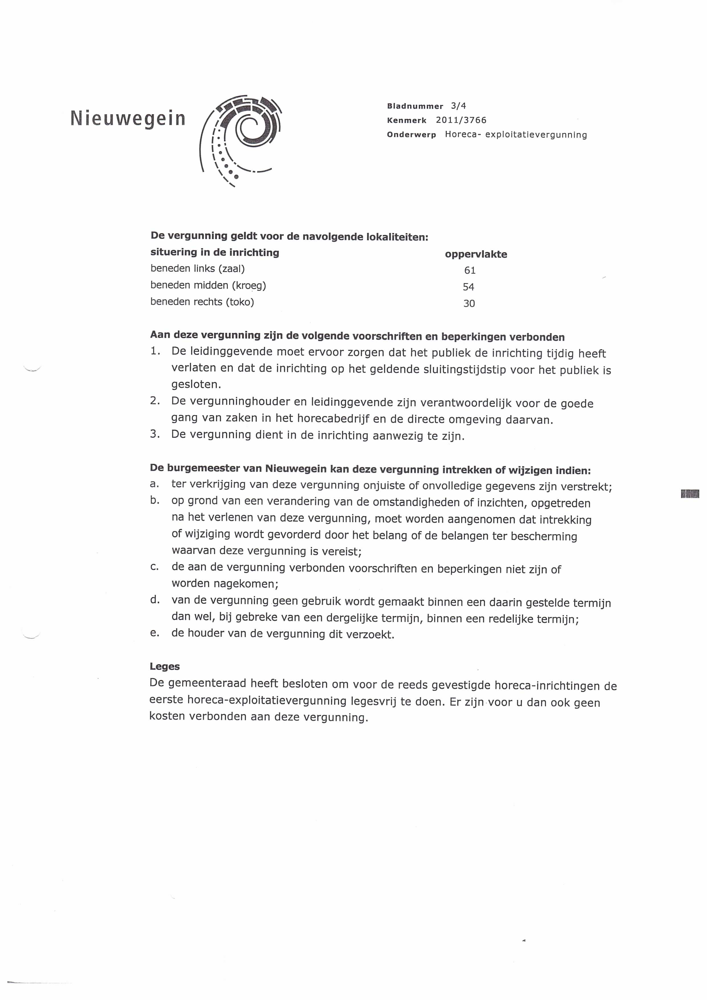 Nieuwegein
Bladnummer 3/4
Kenmerk 2011/3766
Onderwerp Horeca- exploitatievergunning
De vergunning geldt voor de navolgende lokaliteiten:
situering in de inrichting oppervlakte
beneden links (zaal) 61
beneden midden (kroeg) 54
beneden rechts (toko) 30
Aan deze vergunning zijn de volgende voorschriften en beperkingen verbonden
1. De leidinggevende moet ervoor zorgen dat het publiek de inrichting tijdig heeft
verlaten en dat de inrichting op het geldende sluitingstijdstip voor het publiek is
gesloten.
2. De vergunninghouder en leidinggevende zijn verantwoordelijk voor de goede
gang van zaken in het horecabedrijf en de directe omgeving daarvan.
3. De vergunning dient in de inrichting aanwezig te zijn.
De burgemeester van Nieuwegein kan deze vergunning intrekken of wijzigen indien:
a. ter verkrijging van deze vergunning onjuiste of onvolledige gegevens zijn verstrekt;
b. op grond van een verandering van de omstandigheden of inzichten, opgetreden
na het verlenen van deze vergunning, moet worden aangenomen dat intrekking
of wijziging wordt gevorderd door het belang of de belangen ter bescherming
waarvan deze vergunning is vereist;
c. de aan de vergunning verbonden voorschriften en beperkingen niet zijn of
worden nagekomen;
d. van de vergunning geen gebruik wordt gemaakt binnen een daarin gestelde termijn
dan wel, bij gebreke van een dergelijke termijn, binnen een redelijke termijn;
e. de houder van de vergunning dit verzoekt.
Leges
De gemeenteraad heeft besloten om voor de reeds gevestigde horeca-inrichtingen de
eerste horeca-exploitatievergunning legesvrij te doen. Er zijn voor u dan ook geen
kosten verbonden aan deze vergunning.